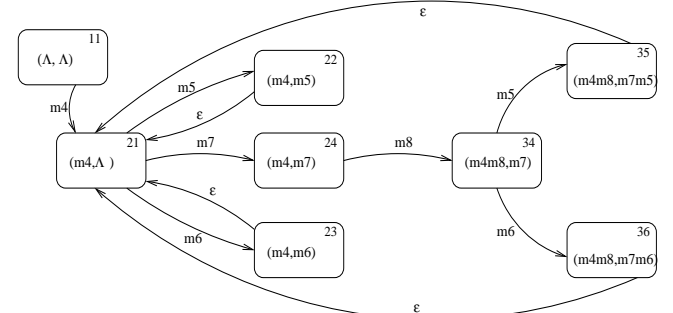 ε
11
(Λ, Λ)
m4
22
(m4,m5)
m5
ε
35
(m4m8,m7m5)
m5
21
(m4,Λ )
m7
24
(m4,m7)
m8
34
(m4m8,m7)
ε
m6
23
(m4,m6)
m6
36
(m4m8,m7m6)
ε